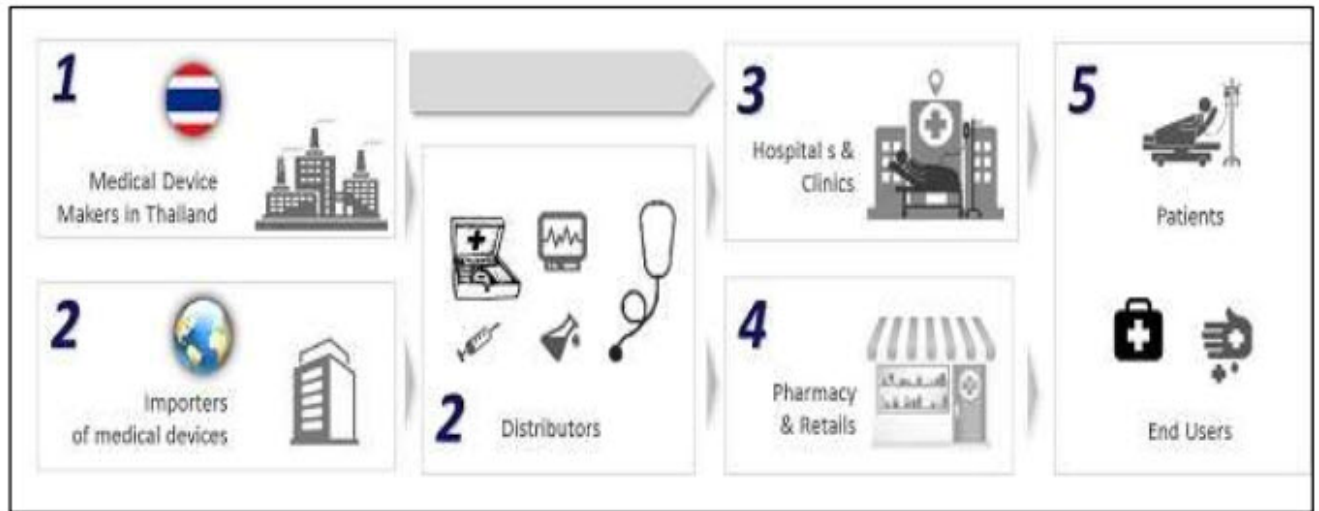 1
Medical Device
Makers in Thailand
2
Importers
of medical devices
2 Distributors
3
Hospital s &
Clinics
4
Pharmacy
& Retails
5
Patients
End Users